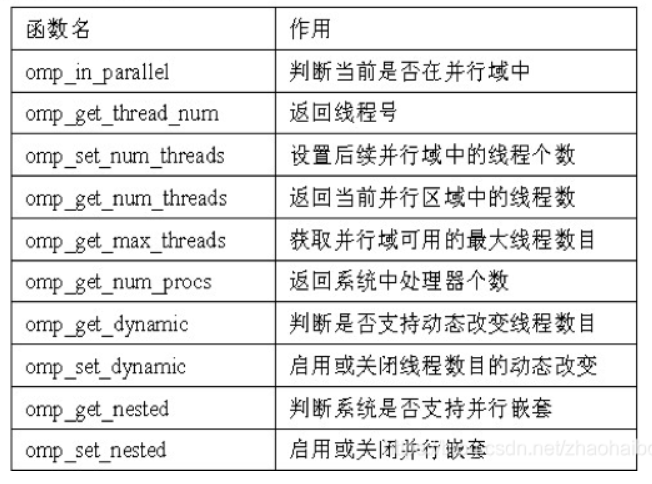 函数名 作用
omp_in_parallel 判断当前是否在并行域中
omp_get_thread_num 返回线程号
omp_set_num_threads 设置后续并行域中的线程个数
omp_get_num_threads 返回当前并行区域中的线程数
omp_get_max_threads 获取并行域可用的最大线程数目
omp_get_num_procs 返回系统中处理器个数
omp_get_dynamic 判断是否支持动态改变线程数目
omp_set_dynamic 启用或关闭线程数目的动态改变
omp_get_nested 判断系统是否支持并行嵌套
omp_set_nested 启用或关闭并行嵌套
csdn.net/zhaohaibo